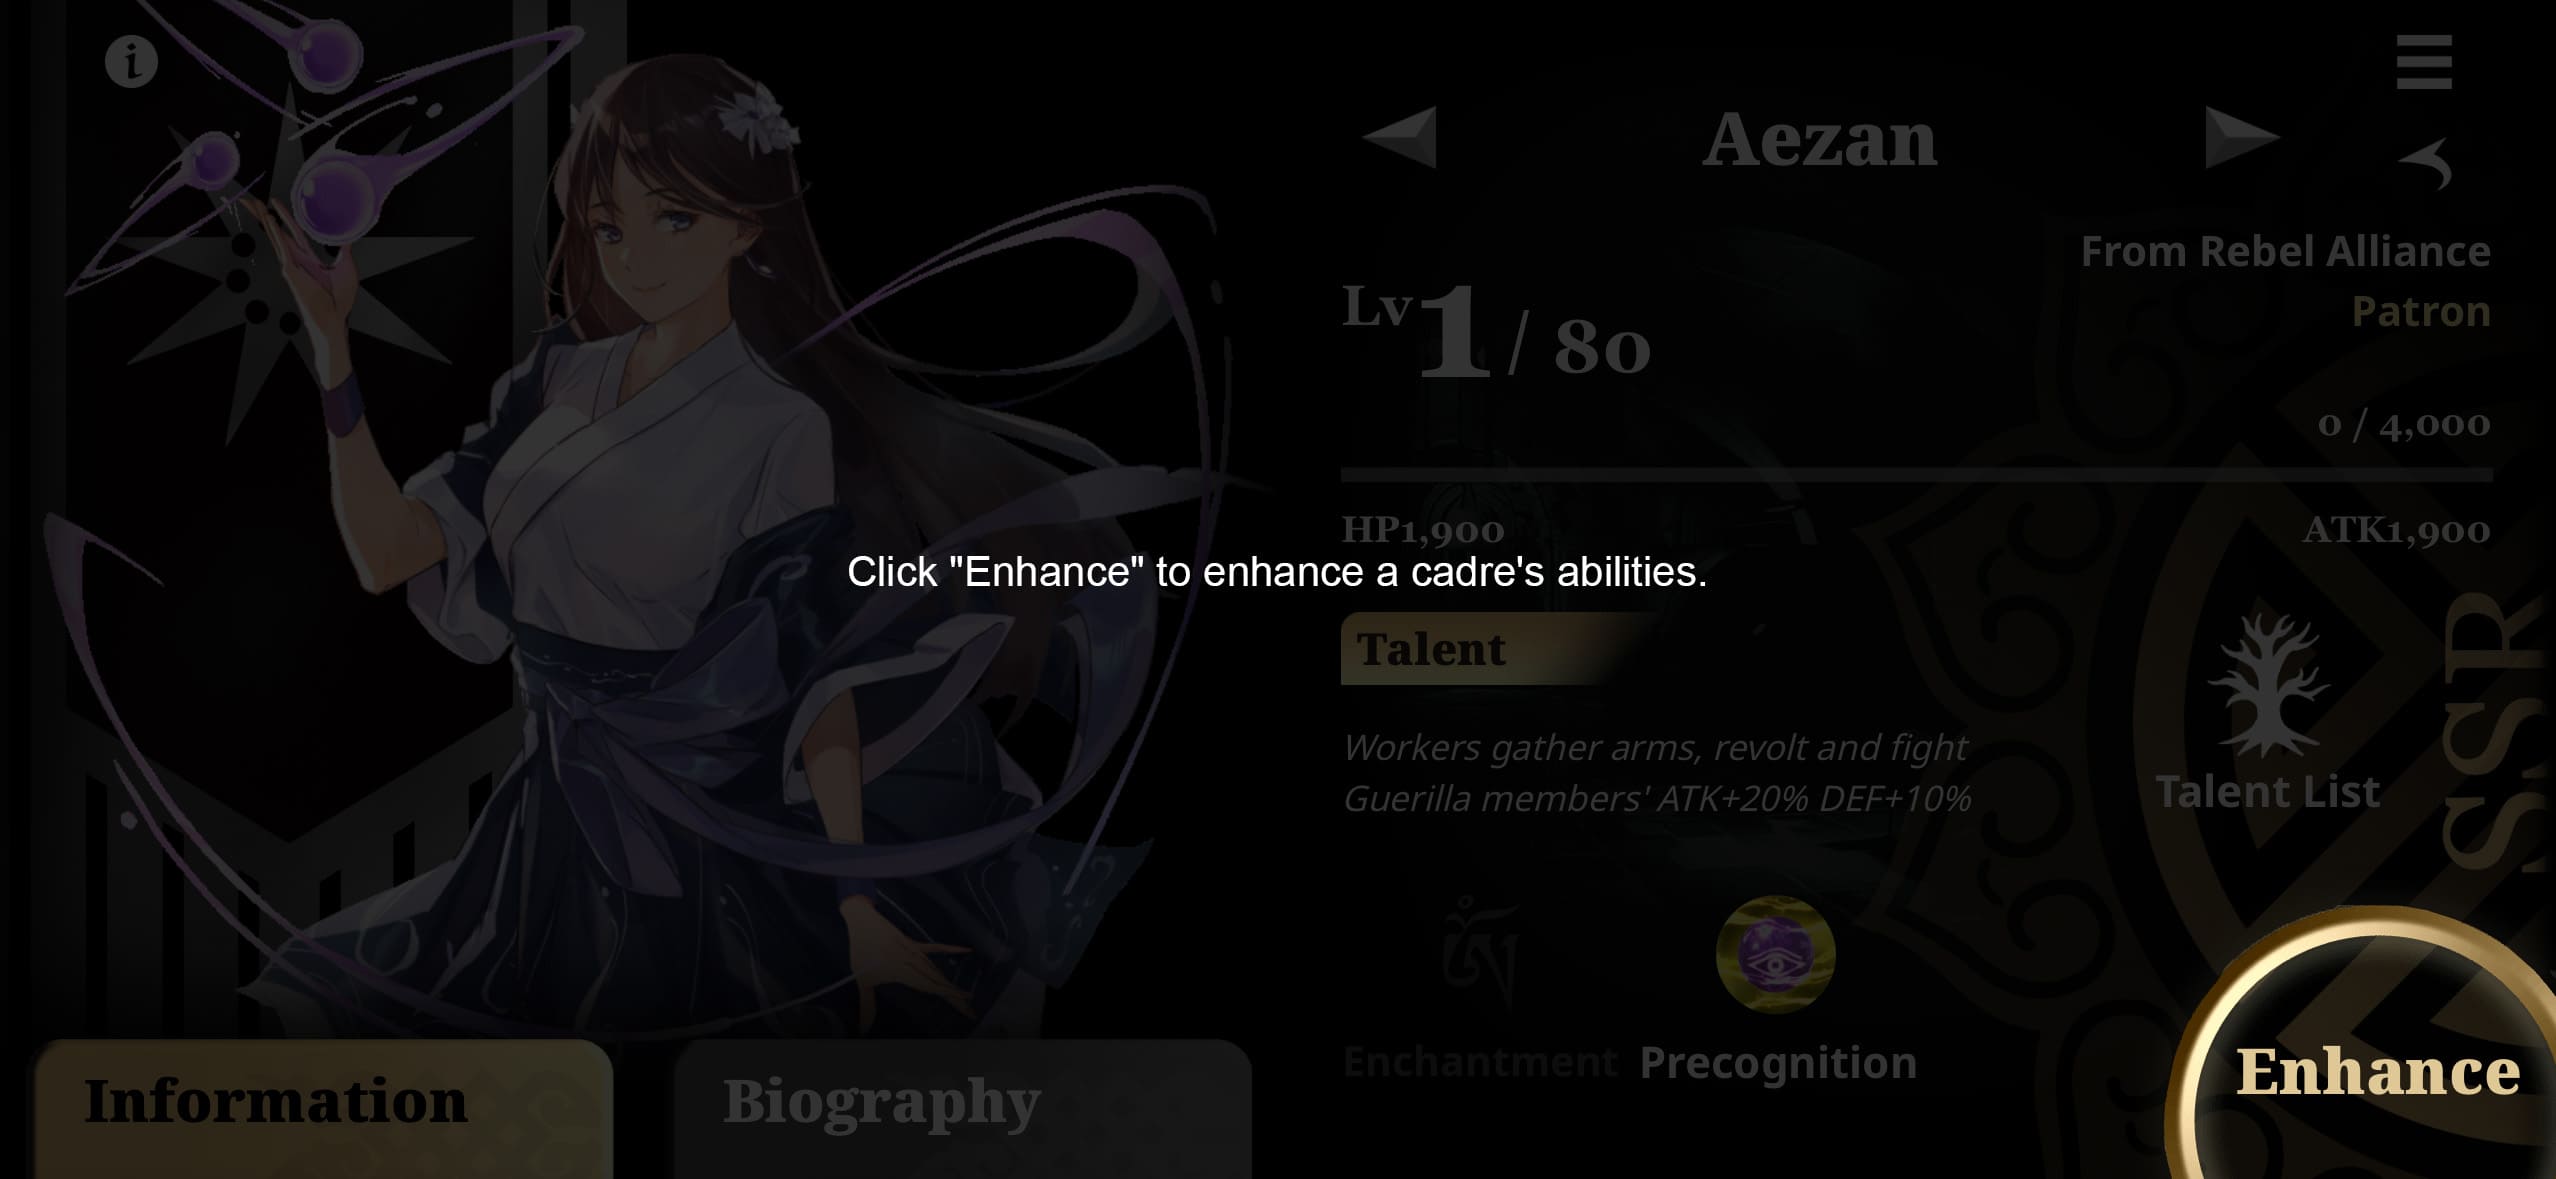 i
Aezan
From Rebel Alliance
Patron
Lv 1 / 80
0 / 4,000
HP1,900
ATK1,900
Click "Enhance" to enhance a cadre's abilities.
Talent
Workers gather arms, revolt and fight
Guerilla members' ATK+20% DEF+10%
Talent List
SSR
Enchantment
Precognition
Enhance
Information
Biography